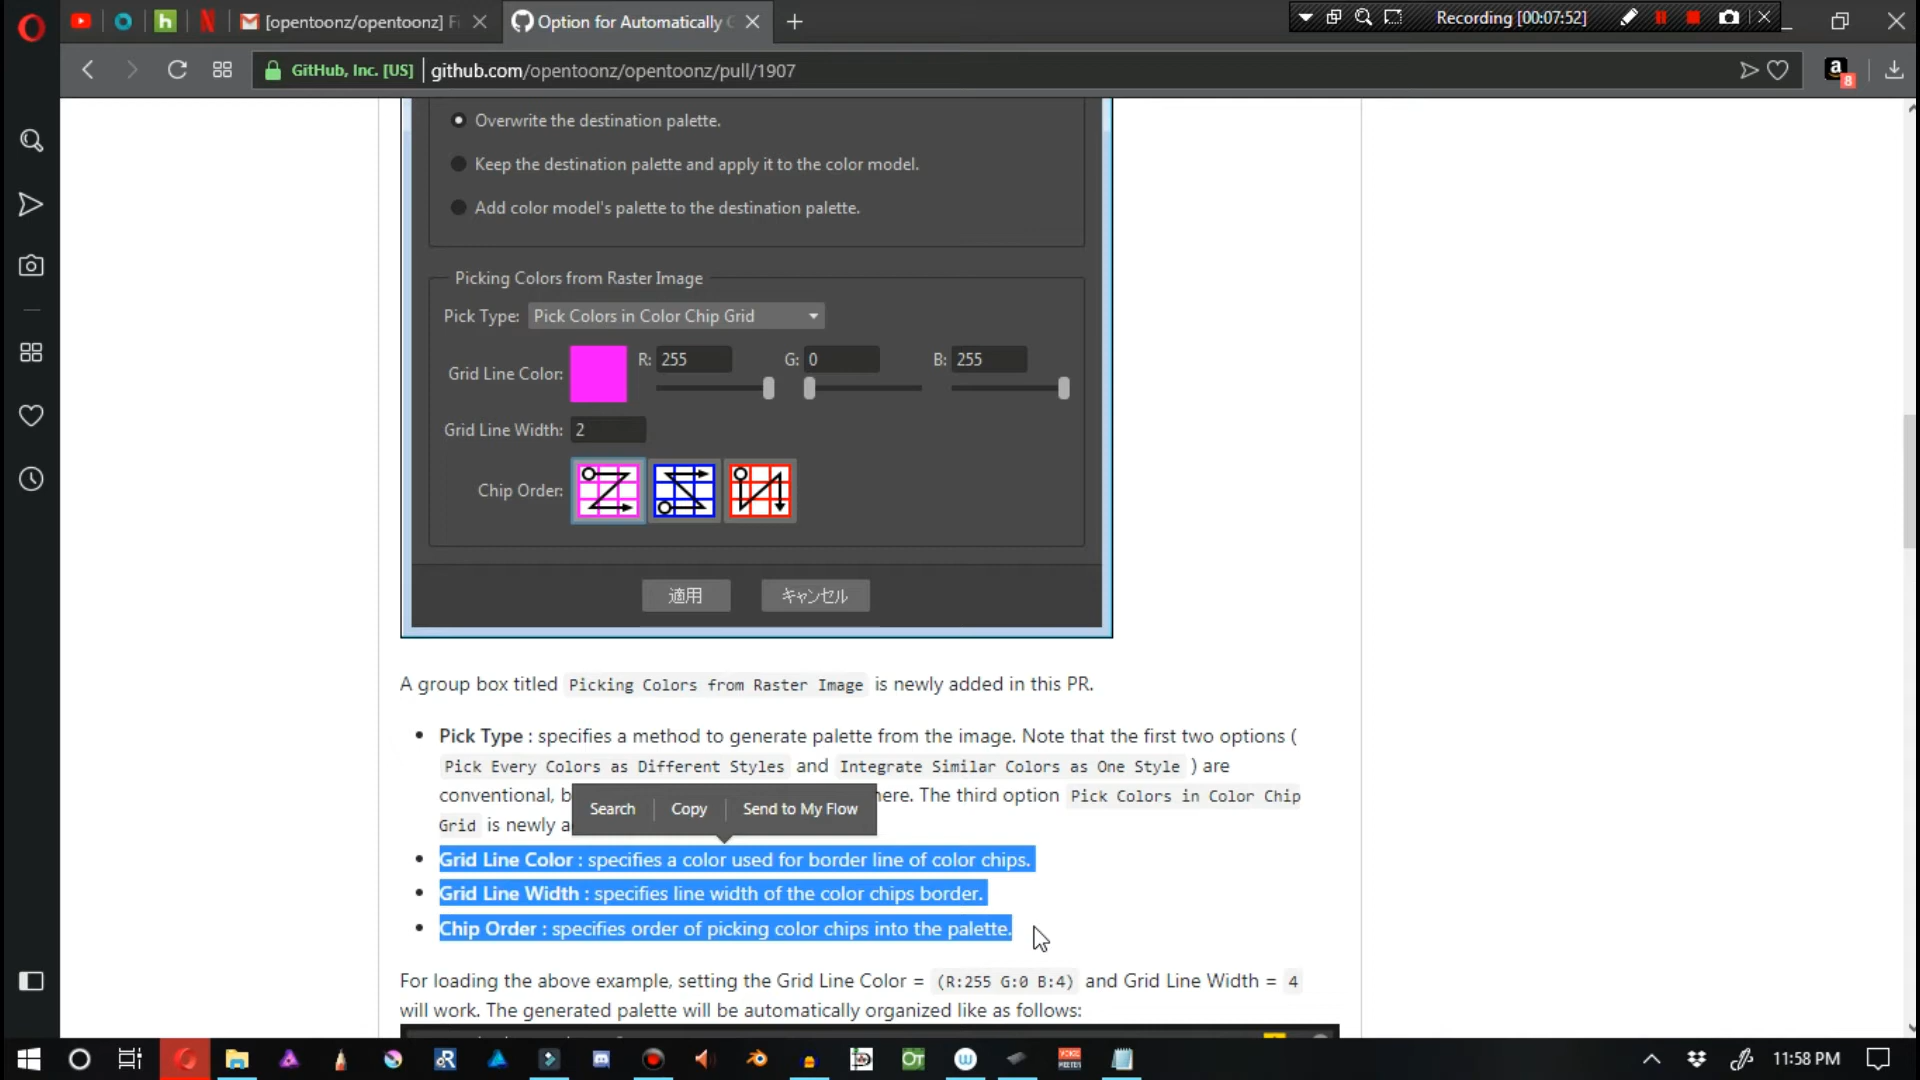 [opentoonz/opentoonz] Fi
Option for Automatically C
Recording [00:07:52]
GitHub, Inc. [US]
github.com/opentoonz/opentoonz/pull/1907
a
8
Overwrite the destination palette.
Keep the destination palette and apply it to the color model.
Add color model's palette to the destination palette.
Picking Colors from Raster Image
Pick Type: Pick Colors in Color Chip Grid
Grid Line Color: R: 255 G: 0 B: 255
Grid Line Width: 2
Chip Order:
適用 キャンセル
A group box titled Picking Colors from Raster Image is newly added in this PR.
Pick Type : specifies a method to generate palette from the image. Note that the first two options (
Pick Every Colors as Different Styles and Integrate Similar Colors as One Style ) are
conventional, b
here. The third option Pick Colors in Color Chip
Grid is newly a
Search Copy Send to My Flow
Grid Line Color : specifies a color used for border line of color chips.
Grid Line Width : specifies line width of the color chips border.
Chip Order : specifies order of picking color chips into the palette.
For loading the above example, setting the Grid Line Color = (R:255 G:0 B:4) and Grid Line Width = 4
will work. The generated palette will be automatically organized like as follows:
11:58 PM